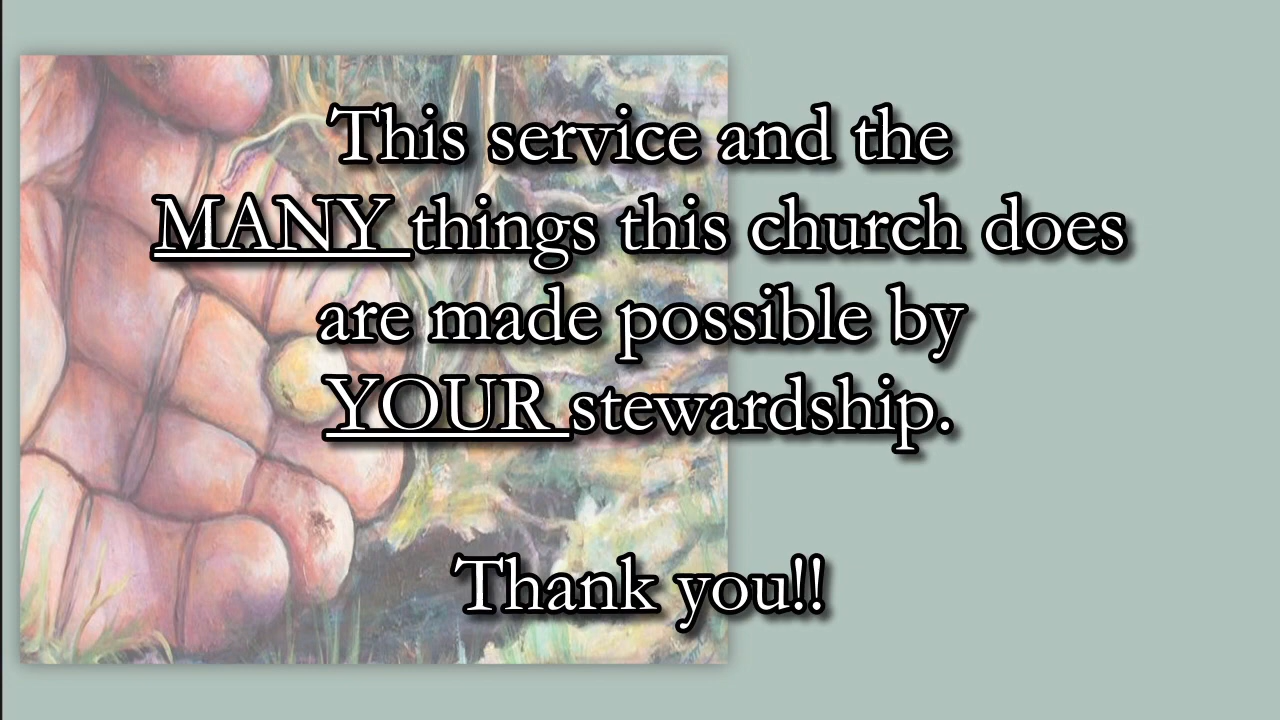 This service and the
MANY things this church does
are made possible by
YOUR stewardship.
Thank you!!